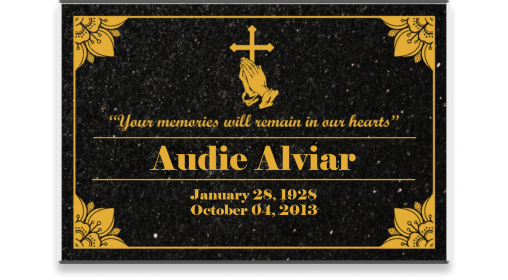 “Your memories will remain in our hearts”
Audie Alviar
January 28, 1928
October 04, 2013